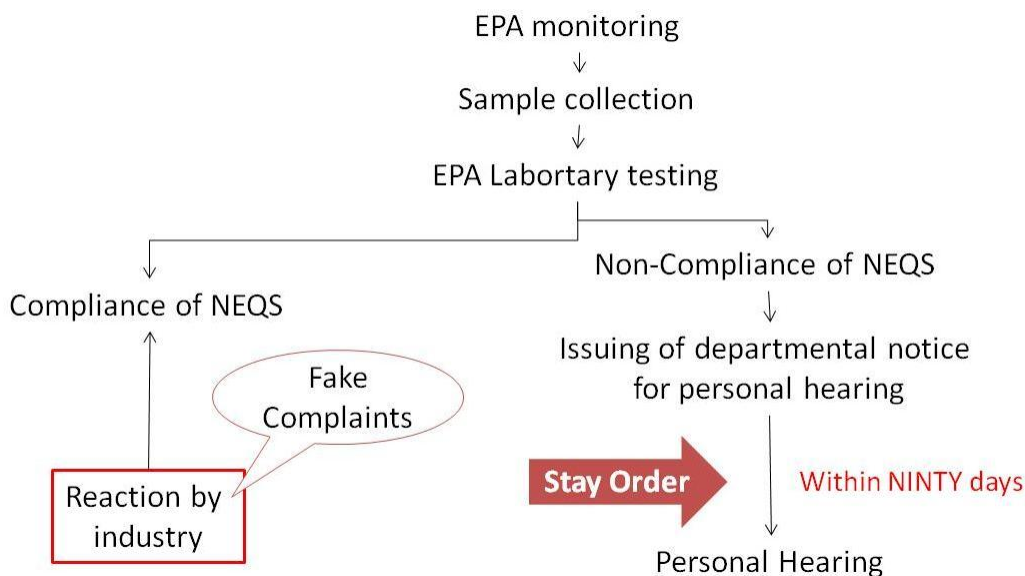 EPA monitoring
Sample collection
EPA Labortary testing
Non-Compliance of NEQS
Compliance of NEQS
Issuing of departmental notice
for personal hearing
Fake
Complaints
Stay Order
Within NINTY days
Reaction by
industry
Personal Hearing